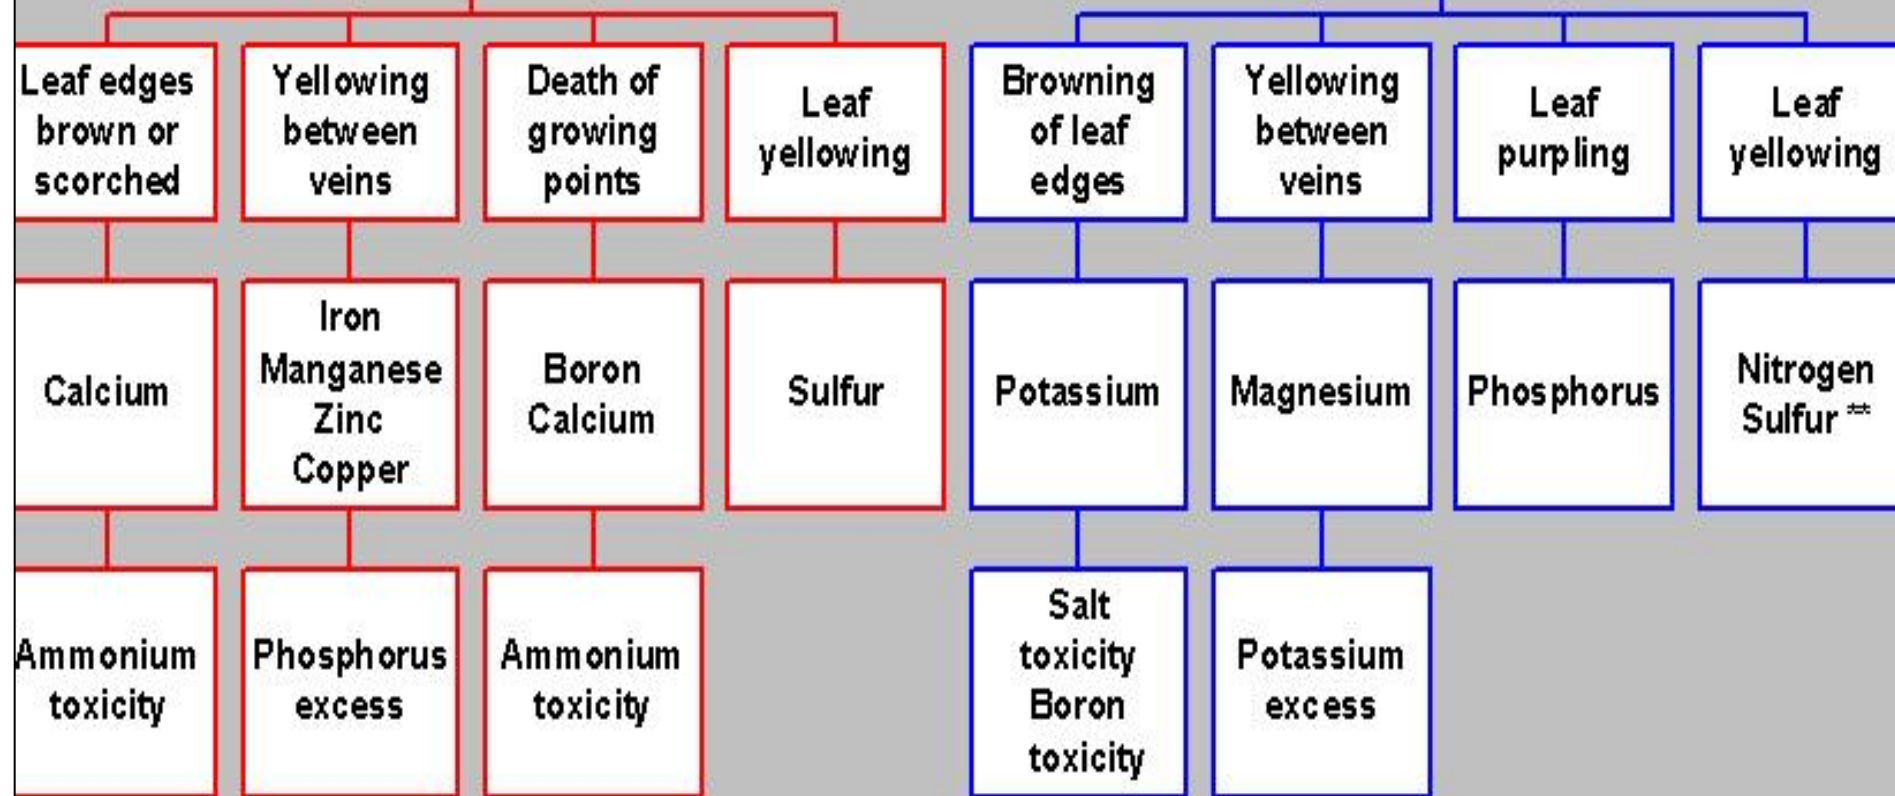 Leaf edges
brown or
scorched
Yellowing
between
veins
Death of
growing
points
Leaf
yellowing
Browning
of leaf
edges
Yellowing
between
veins
Leaf
purpling
Leaf
yellowing
Calcium
Iron
Manganese
Zinc
Copper
Boron
Calcium
Sulfur
Potassium
Magnesium
Phosphorus
Nitrogen
Sulfur **
Ammonium
toxicity
Phosphorus
excess
Ammonium
toxicity
Salt
toxicity
Boron
toxicity
Potassium
excess